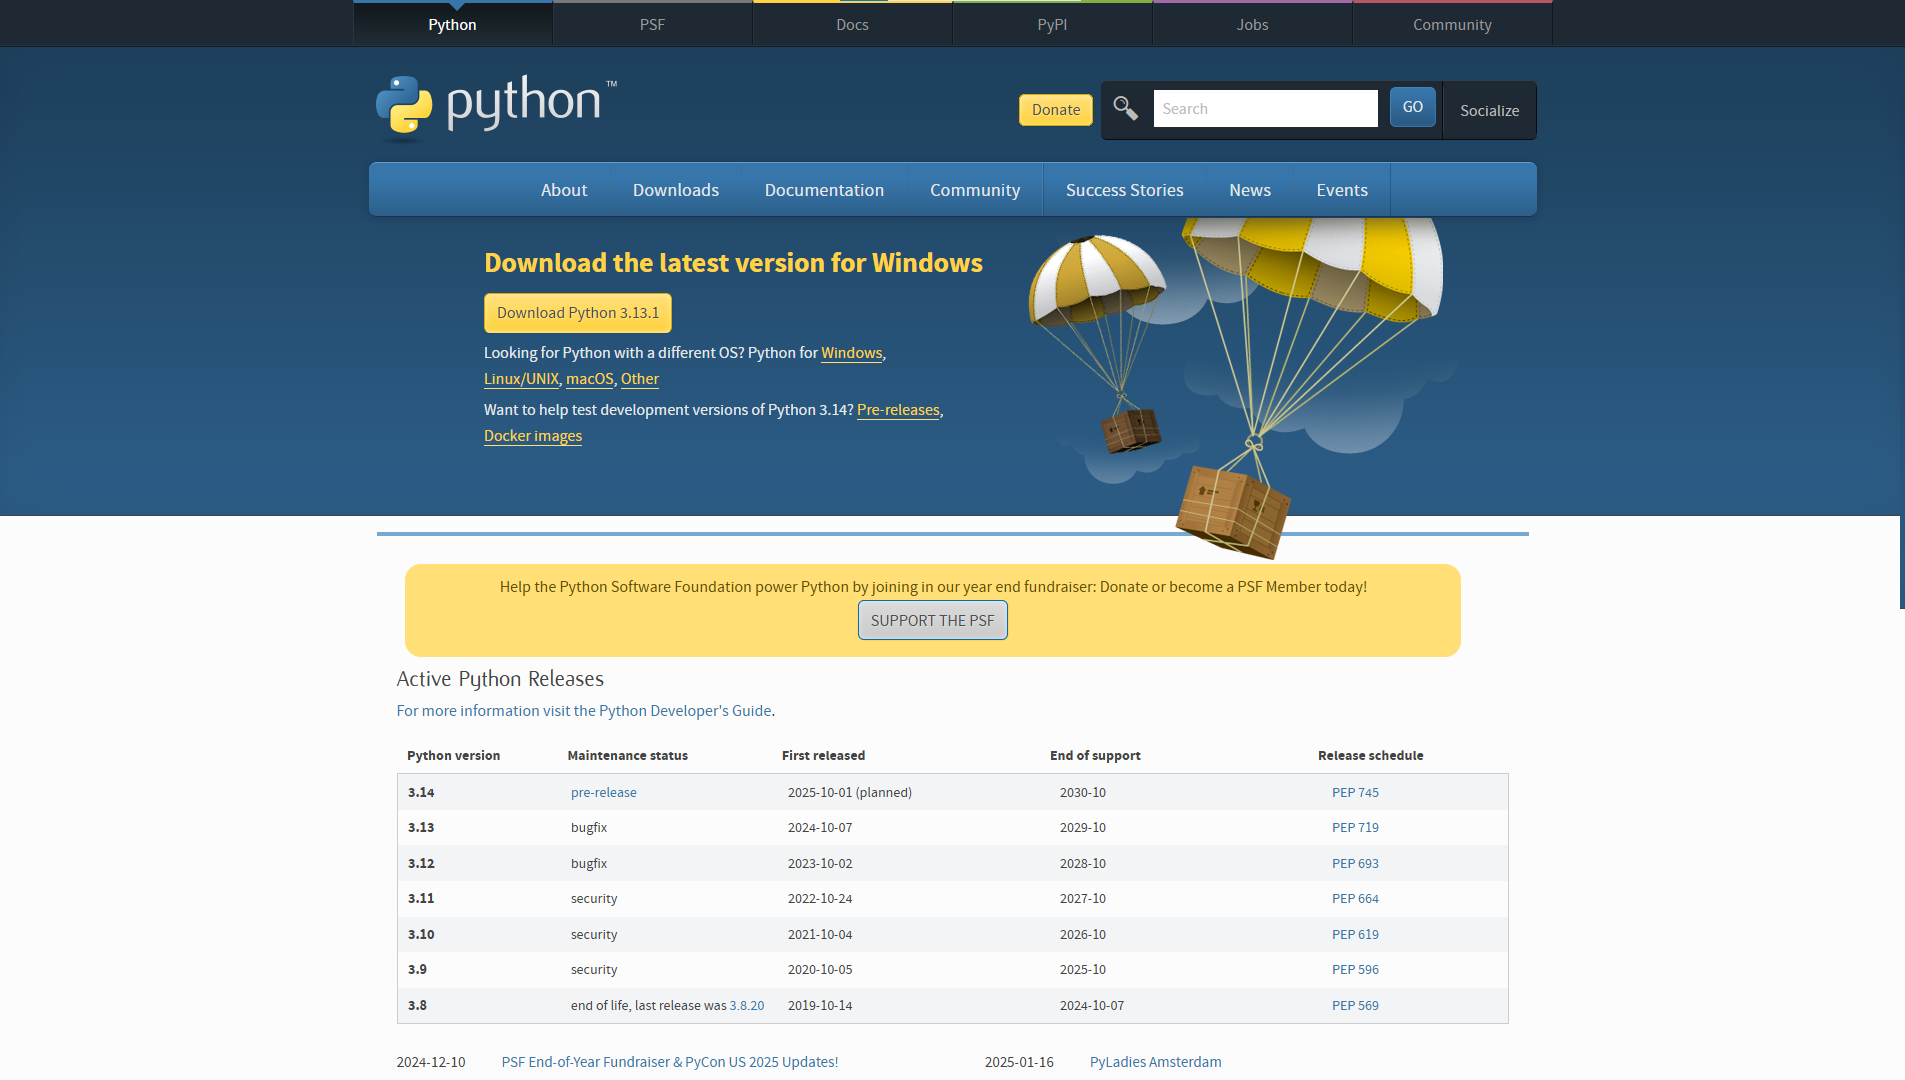 Python PSF Docs PyPI Jobs Community
python™
Donate Search GO Socialize
About Downloads Documentation Community Success Stories News Events
Download the latest version for Windows
Download Python 3.13.1
Looking for Python with a different OS? Python for Windows,
Linux/UNIX, macOS, Other
Want to help test development versions of Python 3.14? Pre-releases,
Docker images
Help the Python Software Foundation power Python by joining in our year end fundraiser: Donate or become a PSF Member today!
SUPPORT THE PSF
Active Python Releases
For more information visit the Python Developer's Guide.
Python version Maintenance status First released End of support Release schedule
3.14 pre-release 2025-10-01 (planned) 2030-10 PEP 745
3.13 bugfix 2024-10-07 2029-10 PEP 719
3.12 bugfix 2023-10-02 2028-10 PEP 693
3.11 security 2022-10-24 2027-10 PEP 664
3.10 security 2021-10-04 2026-10 PEP 619
3.9 security 2020-10-05 2025-10 PEP 596
3.8 end of life, last release was 3.8.20 2019-10-14 2024-10-07 PEP 569
2024-12-10 PSF End-of-Year Fundraiser & PyCon US 2025 Updates! 2025-01-16 PyLadies Amsterdam